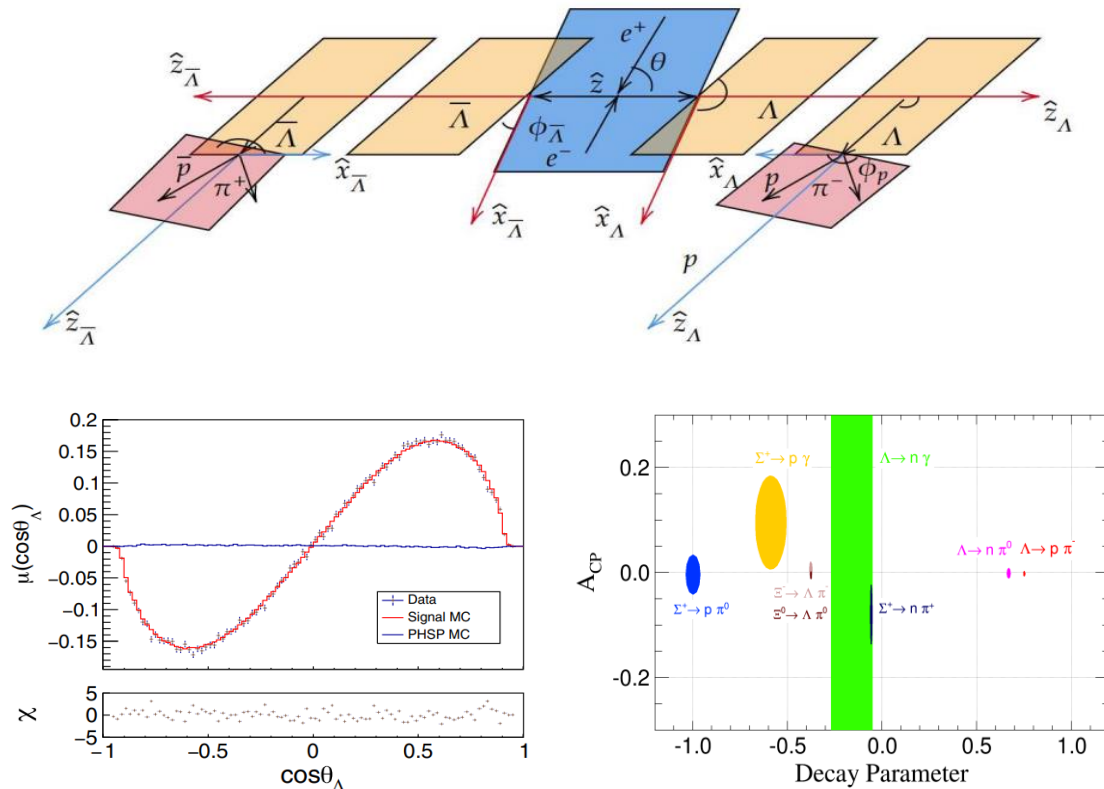 e⁺
θ
ẑ_Λ̅
ẑ
Λ̅
Λ
ẑ_Λ
ϕ_Λ̅
Λ̅
Λ
e⁻
p̅
π⁺
x̂_Λ̅
x̂_Λ
p
π⁻
ϕ_p
x̂_Λ̅
x̂_Λ
p
ẑ_Λ̅
ẑ_Λ
μ(cosθ_Λ)
0.2
0.15
0.1
0.05
0
−0.05
−0.1
−0.15
Data
Signal MC
PHSP MC
χ
5
0
−5
−1 −0.5 0 0.5 1
cosθ_Λ
A_CP
0.2
0.0
-0.2
Σ⁺→ p γ
Λ→ n γ
Λ→ n π⁰
Λ→ p π⁻
Σ⁺→ p π⁰
Ξ⁻→ Λ π⁻
Ξ⁰→ Λ π⁰
Σ⁺→ n π⁺
-1.0 -0.5 0.0 0.5 1.0
Decay Parameter